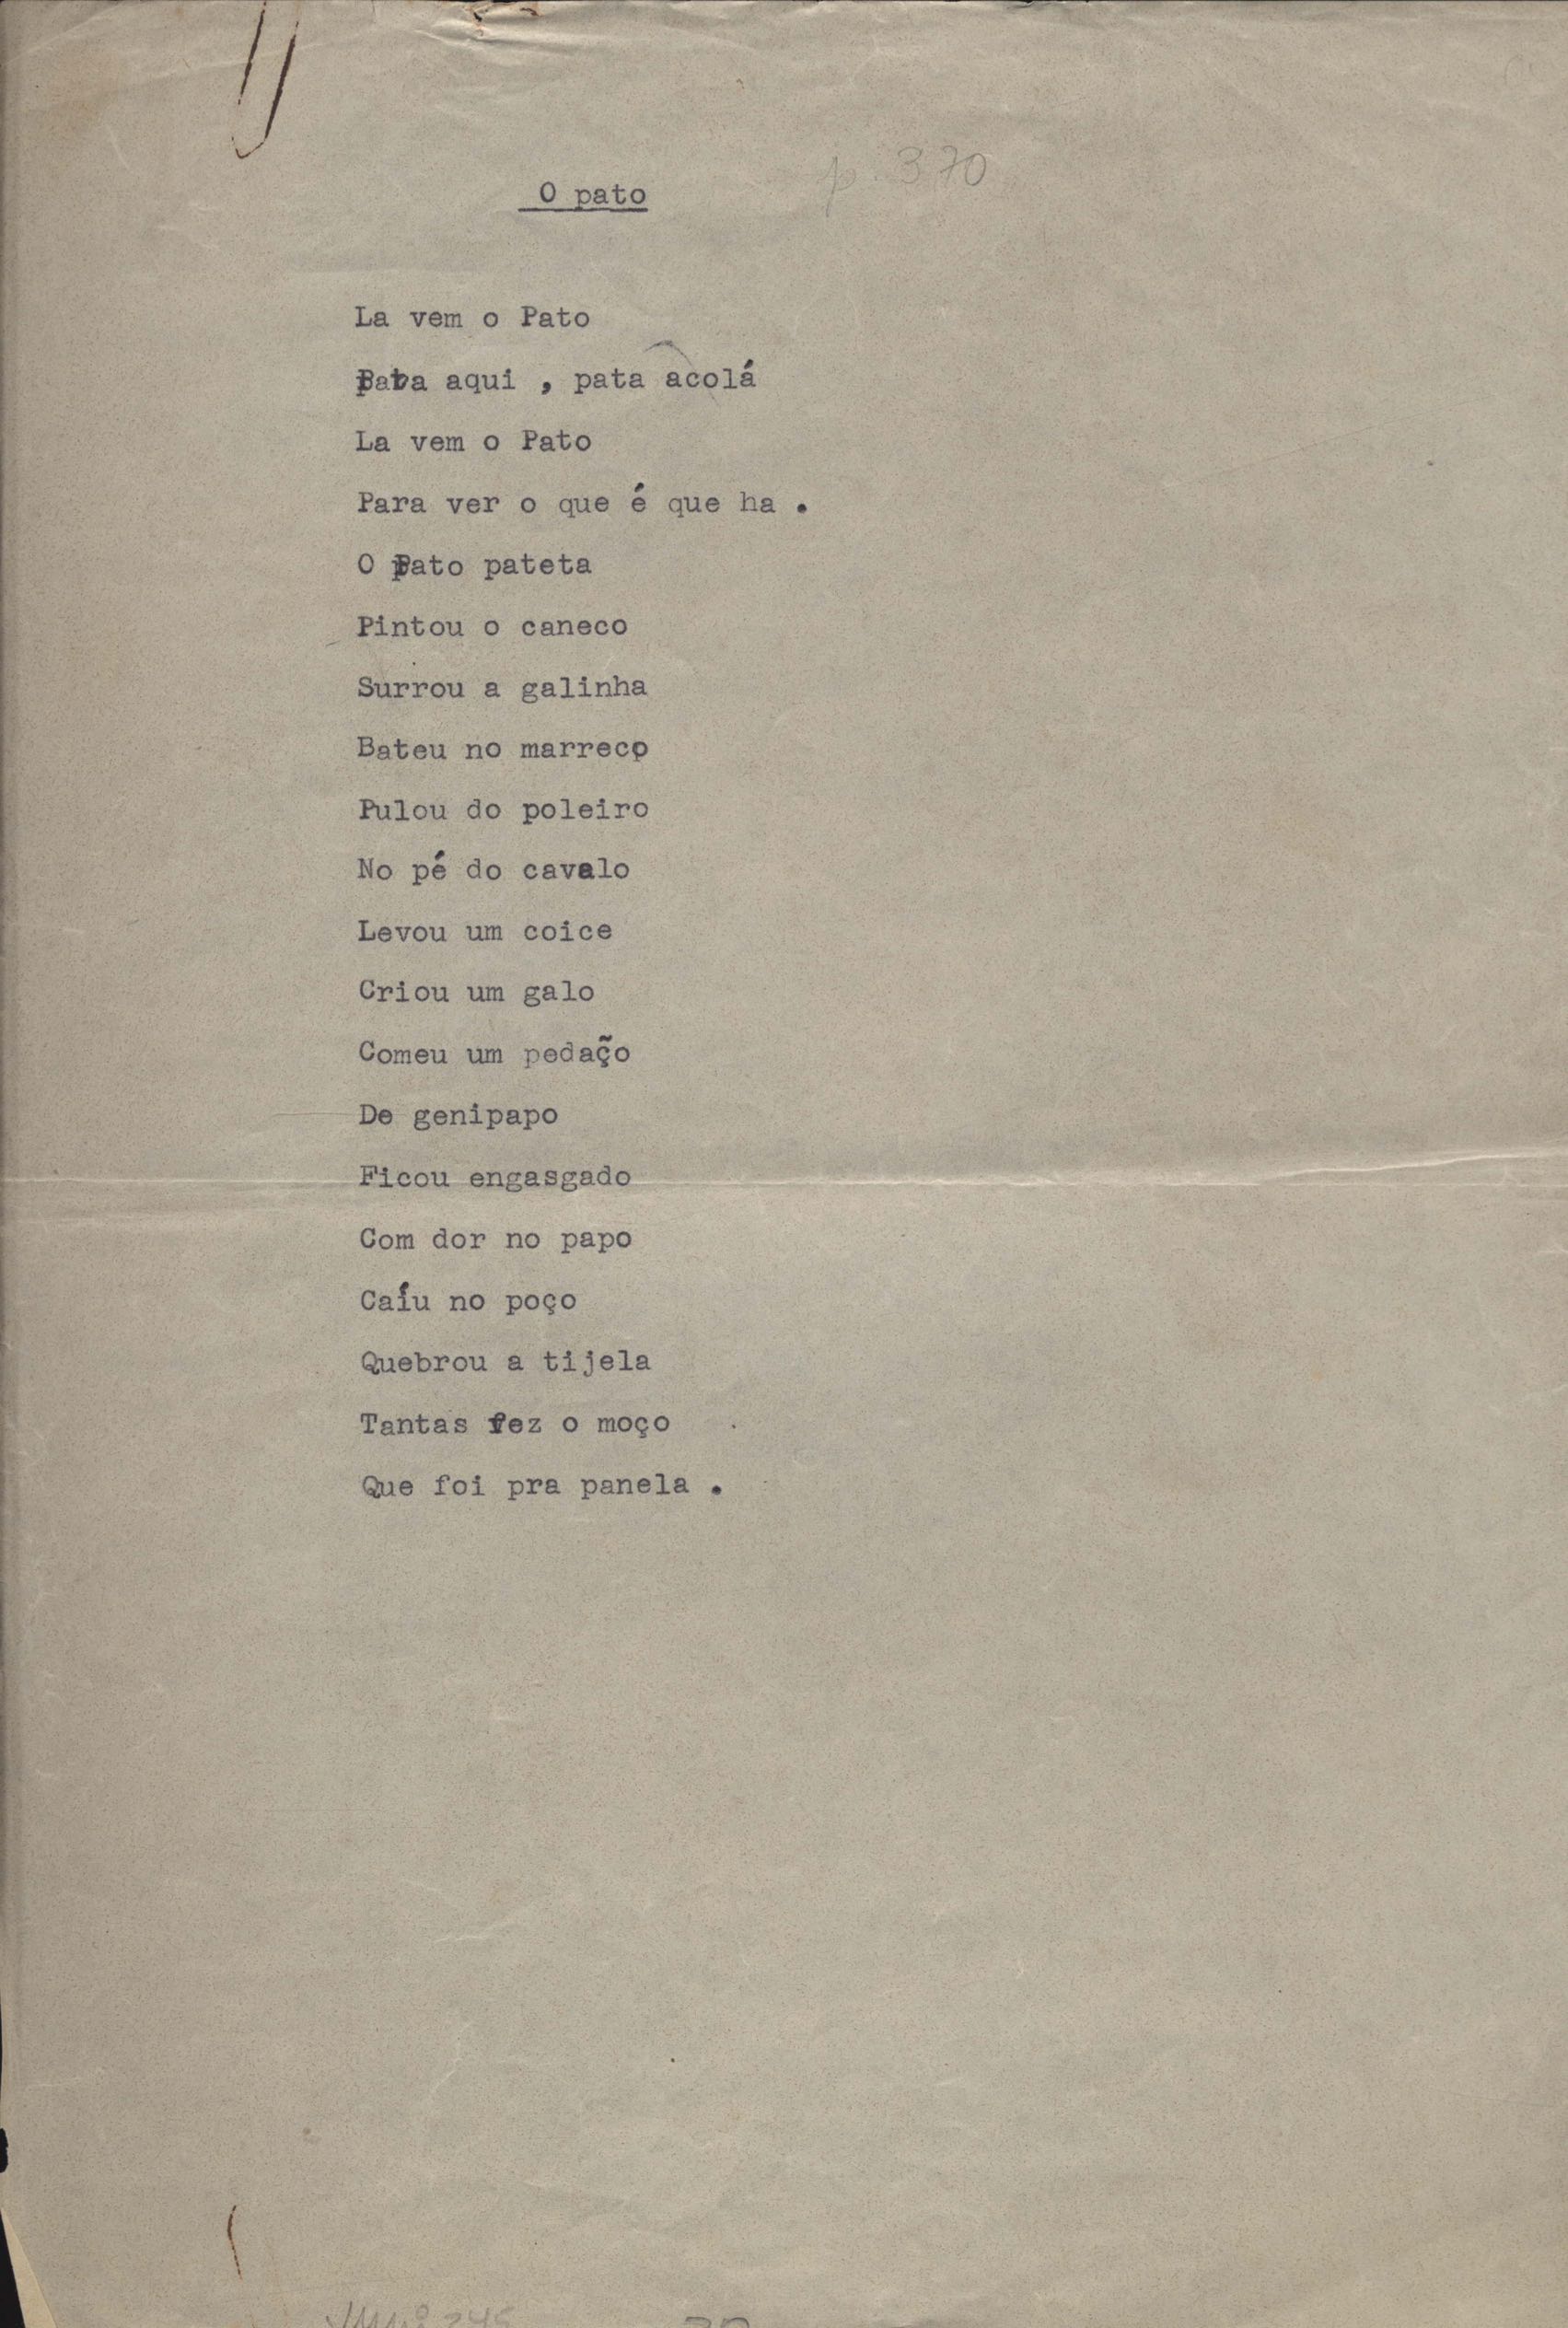 p. 370
O pato
La vem o Pato
Pata aqui , pata acolá
La vem o Pato
Para ver o que é que ha .
O Pato pateta
Pintou o caneco
Surrou a galinha
Bateu no marreco
Pulou do poleiro
No pé do cavalo
Levou um coice
Criou um galo
Comeu um pedaço
De genipapo
Ficou engasgado
Com dor no papo
Caíu no poço
Quebrou a tijela
Tantas fez o moço
Que foi pra panela .